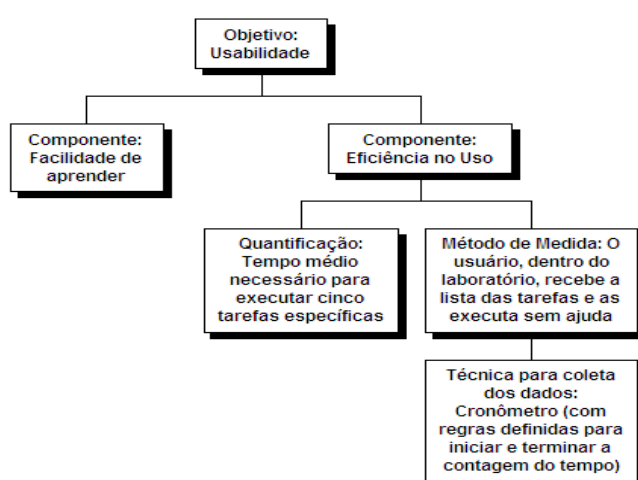 Objetivo:
Usabilidade
Componente:
Facilidade de
aprender
Componente:
Eficiência no Uso
Quantificação:
Tempo médio
necessário para
executar cinco
tarefas específicas
Método de Medida: O
usuário, dentro do
laboratório, recebe a
lista das tarefas e as
executa sem ajuda
Técnica para coleta
dos dados:
Cronômetro (com
regras definidas para
iniciar e terminar a
contagem do tempo)